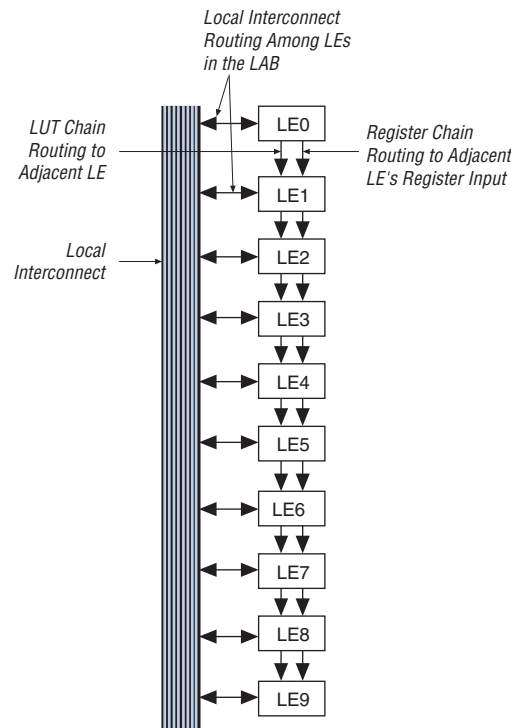 Local Interconnect
Routing Among LEs
in the LAB
LUT Chain
Routing to
Adjacent LE
Register Chain
Routing to Adjacent
LE's Register Input
Local
Interconnect
LE0
LE1
LE2
LE3
LE4
LE5
LE6
LE7
LE8
LE9